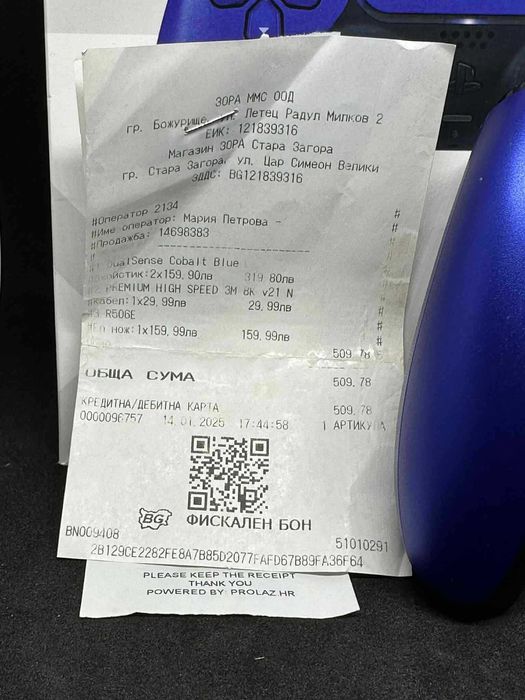 ЗОРА ММС ООД
гр. Божурище, Летец Радул Милков 2
ЕИК: 121839316
Магазин ЗОРА Стара Загора
гр. Стара Загора, ул. Цар Симеон Велики
ЗДДС: BG121839316
#Оператор 2134 #
#Име оператор: Мария Петрова - #
#Продажба: 14698383 #
#
DualSense Cobalt Blue
2x159,90лв 319,80лв
PREMIUM HIGH SPEED 3M 8K v21 N
#кабел:1x29,99лв 29,99лв #
R506E #
нож:1x159,99лв 159,99лв #
509,78
ОБЩА СУМА 509,78
КРЕДИТНА/ДЕБИТНА КАРТА 509,78
0000096757 14.01.2025 17:44:58 1 АРТИКУЛА
BG ФИСКАЛЕН БОН
BN009408 51010291
2B129CE2282FE8A7B85D2077FAFD67B89FA36F64
PLEASE KEEP THE RECEIPT
THANK YOU
POWERED BY: PROLAZ.HR